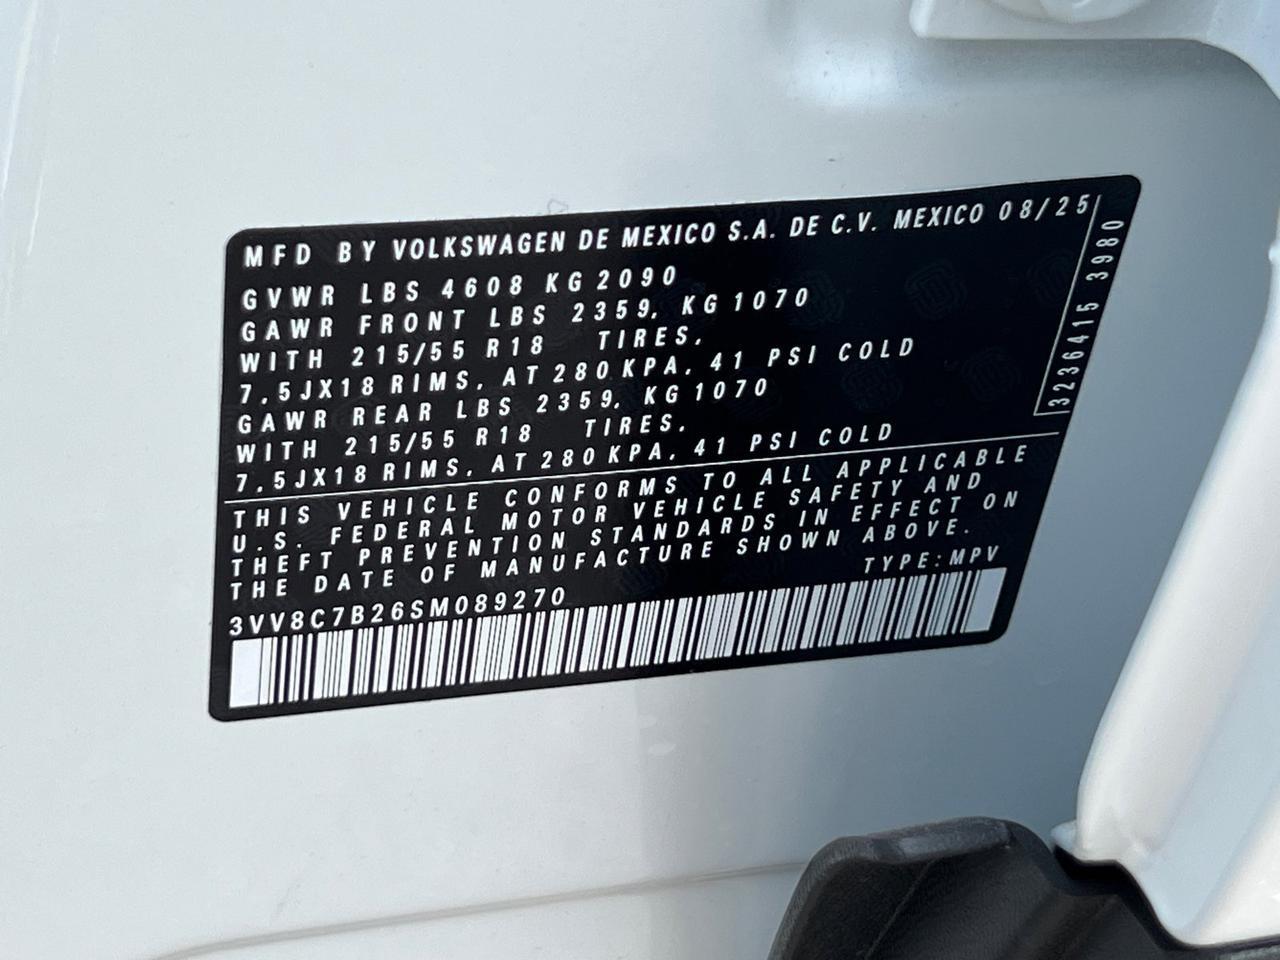 MFD BY VOLKSWAGEN DE MEXICO S.A. DE C.V. MEXICO 08/25
GVWR LBS 4608 KG 2090
GAWR FRONT LBS 2359, KG 1070
WITH 215/55 R18 TIRES,
7,5JX18 RIMS, AT 280 KPA, 41 PSI COLD
GAWR REAR LBS 2359, KG 1070
WITH 215/55 R18 TIRES,
7,5JX18 RIMS, AT 280 KPA, 41 PSI COLD
3236415 3980
THIS VEHICLE CONFORMS TO ALL APPLICABLE
U.S. FEDERAL MOTOR VEHICLE SAFETY AND
THEFT PREVENTION STANDARDS IN EFFECT ON
THE DATE OF MANUFACTURE SHOWN ABOVE.
TYPE: MPV
3VV8C7B26SM089270